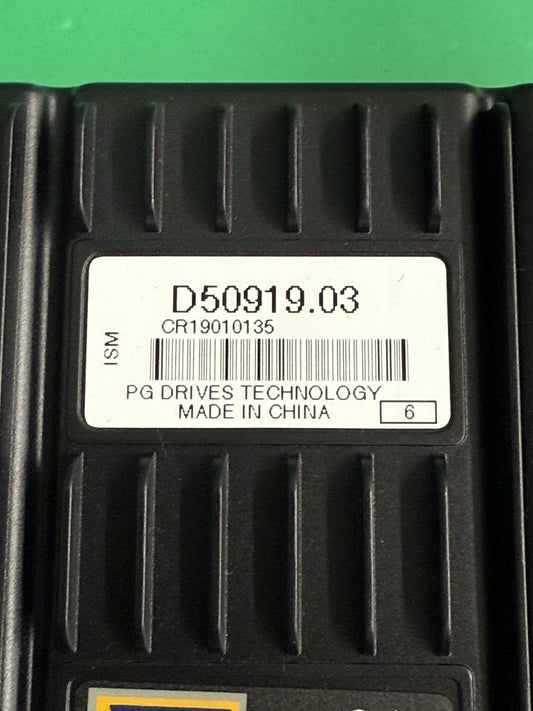 D50919.03
CR19010135
ISM
PG DRIVES TECHNOLOGY
MADE IN CHINA
6